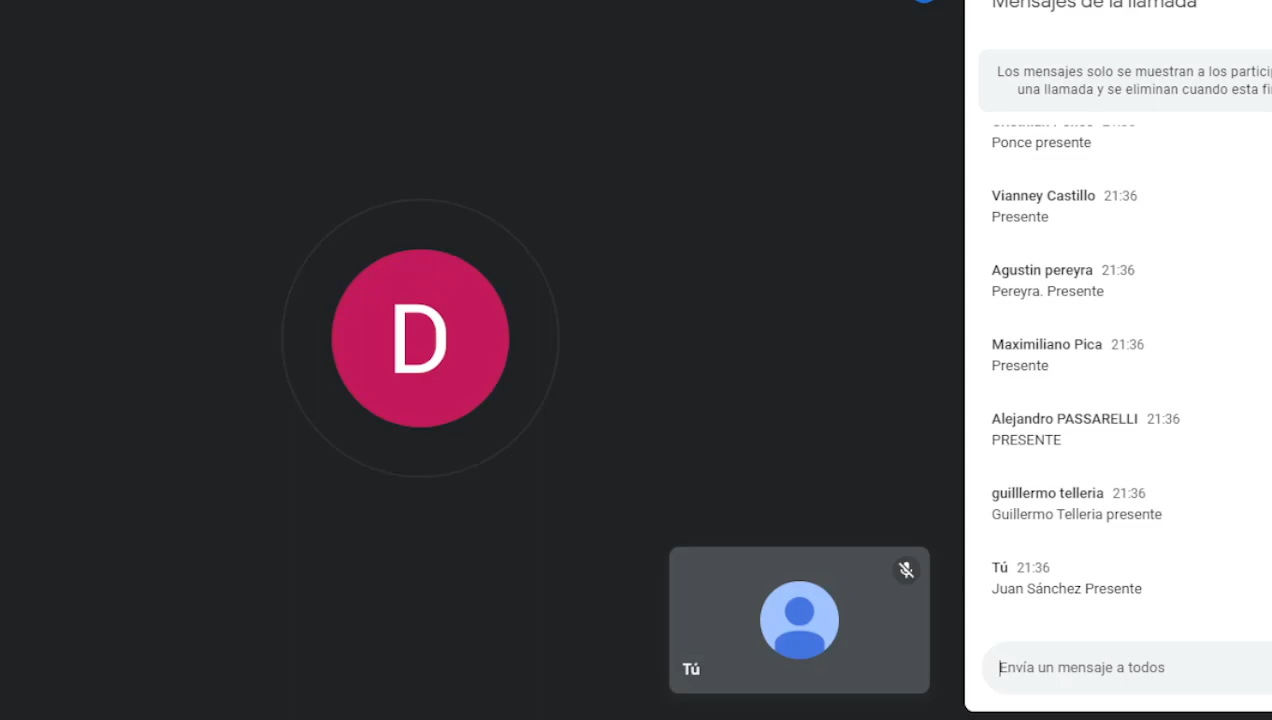 Mensajes de la llamada
Los mensajes solo se muestran a los
una llamada y se eliminan cuando esta
Ponce presente
Vianney Castillo 21:36
Presente
Agustin pereyra 21:36
Pereyra. Presente
Maximiliano Pica 21:36
Presente
Alejandro PASSARELLI 21:36
PRESENTE
guilllermo telleria 21:36
Guillermo Telleria presente
Tú 21:36
Juan Sánchez Presente
Envía un mensaje a todos
D
Tú